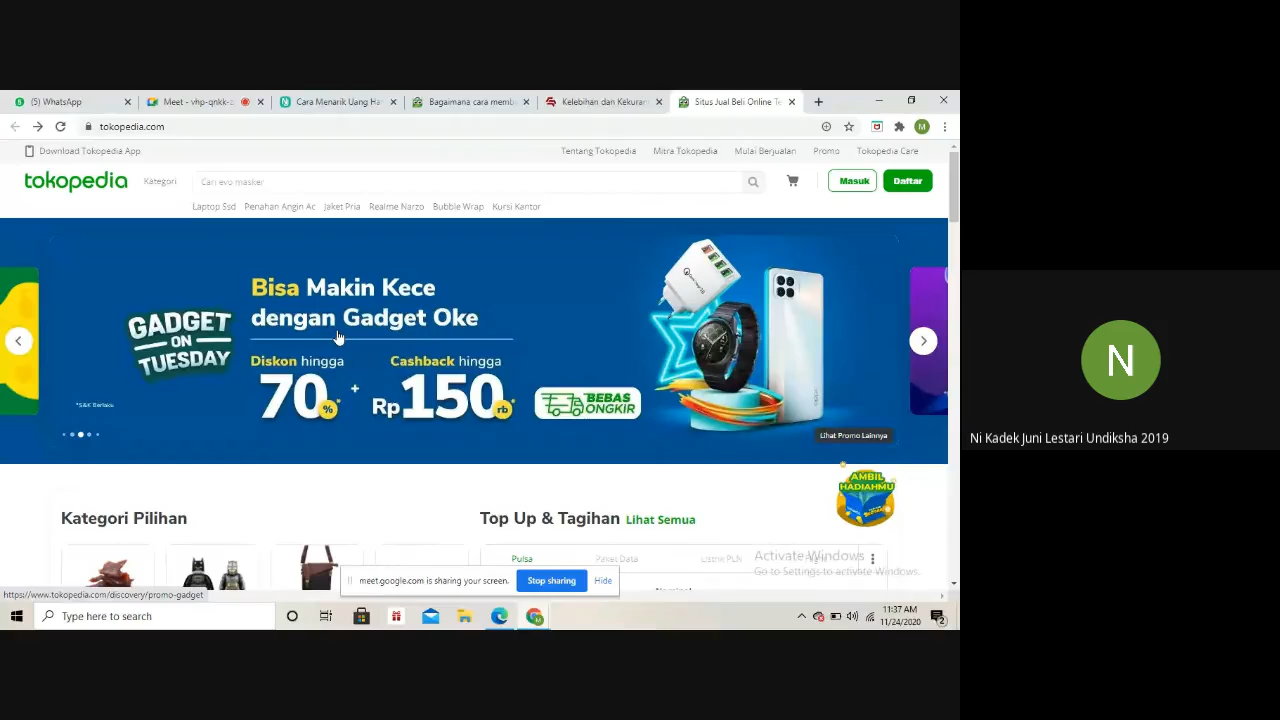 (5) WhatsApp
Meet - vhp-qnkk-z
Cara Menarik Uang Ha
Bagaimana cara memb
Kelebihan dan Kekuran
Situs Jual Beli Online Te
tokopedia.com
M
Download Tokopedia App
Tentang Tokopedia
Mitra Tokopedia
Mulai Berjualan
Promo
Tokopedia Care
tokopedia
Kategori
Cari evo masker
Masuk
Daftar
Laptop Ssd
Penahan Angin Ac
Jaket Pria
Realme Narzo
Bubble Wrap
Kursi Kantor
GADGET
ON
TUESDAY
Bisa Makin Kece
dengan Gadget Oke
Diskon hingga
70%*
+
Cashback hingga
Rp150rb*
BEBAS
ONGKIR
*S&K Berlaku
Lihat Promo Lainnya
AMBIL
HADIAHMU
Kategori Pilihan
Top Up & Tagihan Lihat Semua
Pulsa
Paket Data
Listrik PLN
Activate Windows
Go to Settings to activate Windows.
meet.google.com is sharing your screen.
Stop sharing
Hide
https://www.tokopedia.com/discovery/promo-gadget
Type here to search
11:37 AM
11/24/2020
2
N
Ni Kadek Juni Lestari Undiksha 2019